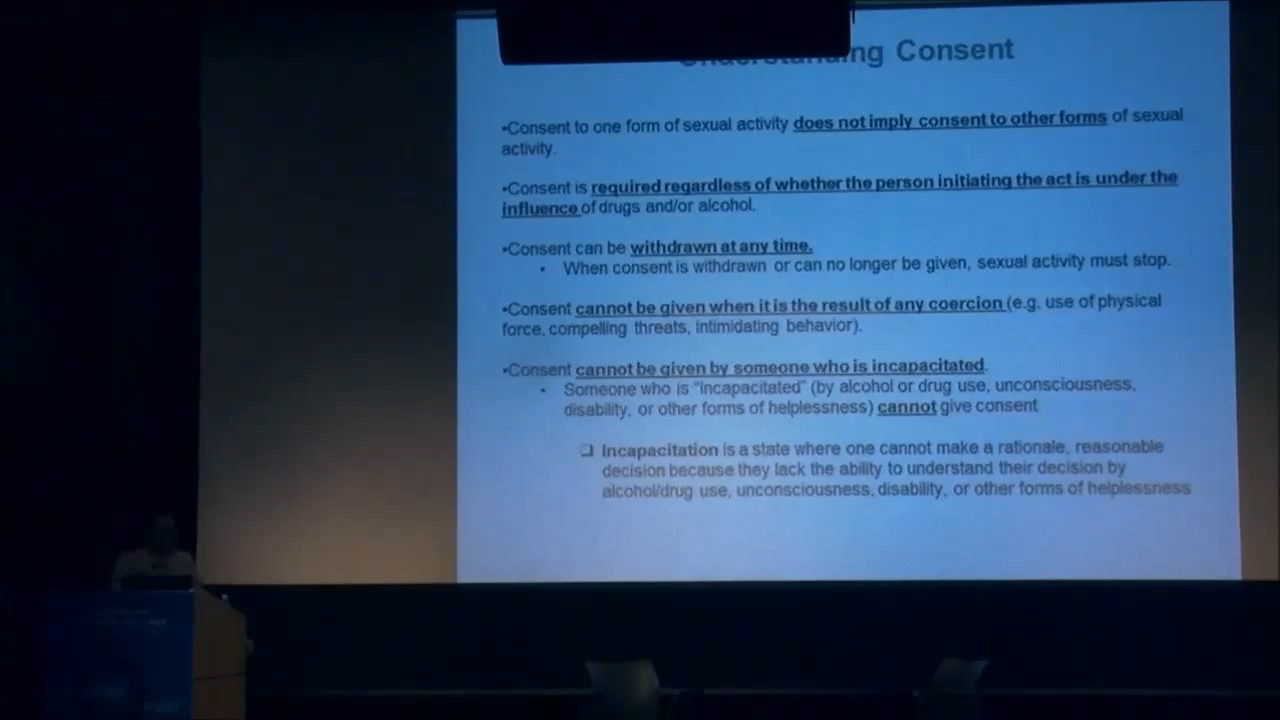 Understanding Consent
•Consent to one form of sexual activity does not imply consent to other forms of sexual
activity.
•Consent is required regardless of whether the person initiating the act is under the
influence of drugs and/or alcohol.
•Consent can be withdrawn at any time.
• When consent is withdrawn or can no longer be given, sexual activity must stop.
•Consent cannot be given when it is the result of any coercion (e.g. use of physical
force, compelling threats, intimidating behavior).
•Consent cannot be given by someone who is incapacitated.
• Someone who is "incapacitated" (by alcohol or drug use, unconsciousness,
disability, or other forms of helplessness) cannot give consent
❑ Incapacitation is a state where one cannot make a rationale, reasonable
decision because they lack the ability to understand their decision by
alcohol/drug use, unconsciousness, disability, or other forms of helplessness